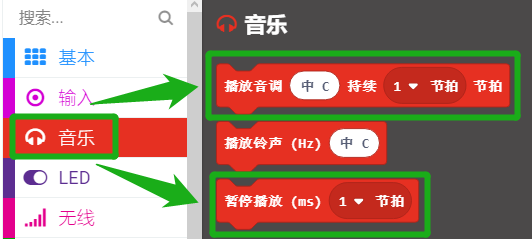 搜索...
基本
输入
音乐
LED
无线
音乐
播放音调 中 C 持续 1 节拍 节拍
播放铃声 (Hz) 中 C
暂停播放 (ms) 1 节拍